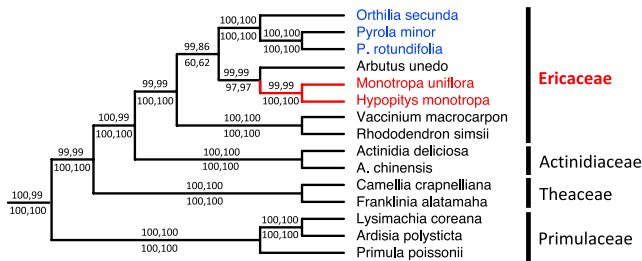 Orthilia secunda
100,100
100,100
Pyrola minor
100,100
99,86
100,100
P. rotundifolia
60,62
Arbutus unedo
99,99
99,99
97,97
99,99
Monotropa uniflora
100,100
Hypopitys monotropa
Ericaceae
100,100
Vaccinium macrocarpon
100,99
100,100
100,100
Rhododendron simsii
100,100
Actinidia deliciosa
99,99
100,100
100,100
A. chinensis
Actinidiaceae
100,100
Camellia crapnelliana
100,99
100,100
100,100
Franklinia alatamaha
Theaceae
100,100
Lysimachia coreana
100,100
100,100
100,100
Ardisia polysticta
Primula poissonii
Primulaceae